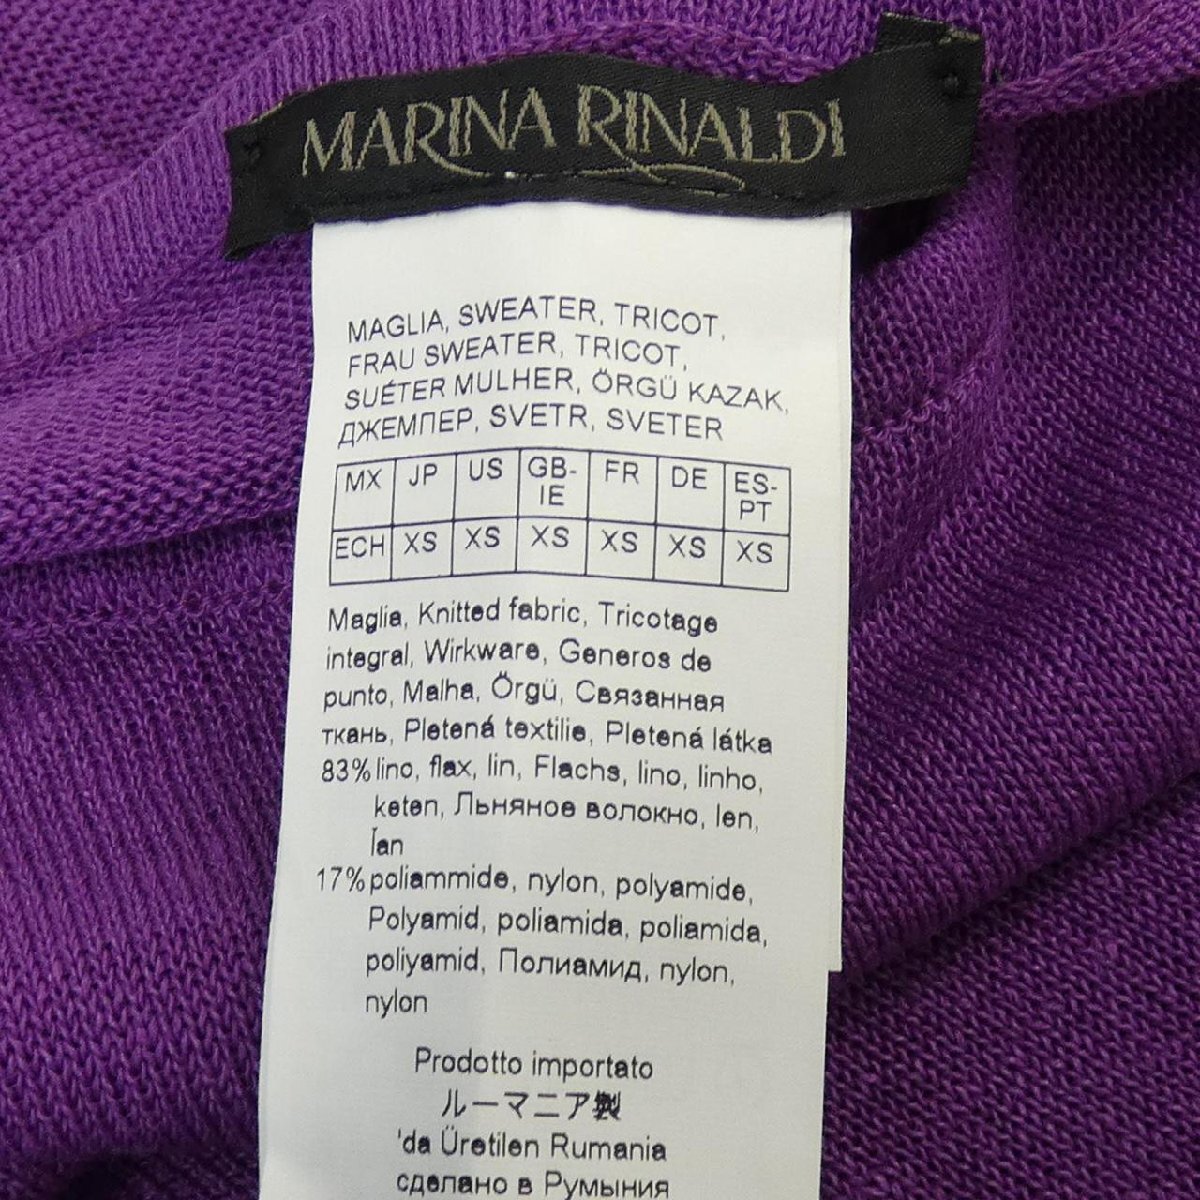 MARINA RINALDI
MAGLIA, SWEATER, TRICOT,
FRAU SWEATER, TRICOT,
SUÉTER MULHER, ÖRGÜ KAZAK,
ДЖЕМПЕР, SVETR, SVETER
MX JP US GB-IE FR DE ES-PT
ECH XS XS XS XS XS XS
Maglia, Knitted fabric, Tricotage
integral, Wirkware, Generos de
punto, Malha, Örgü, Связанная
ткань, Pletená textilie, Pletená látka
83% lino, flax, lin, Flachs, lino, linho,
keten, Льняное волокно, len,
ľan
17% poliammide, nylon, polyamide,
Polyamid, poliamida, poliamida,
poliyamid, Полиамид, nylon,
nylon
Prodotto importato
ルーマニア製
'da Üretilen Rumania
сделано в Румыния